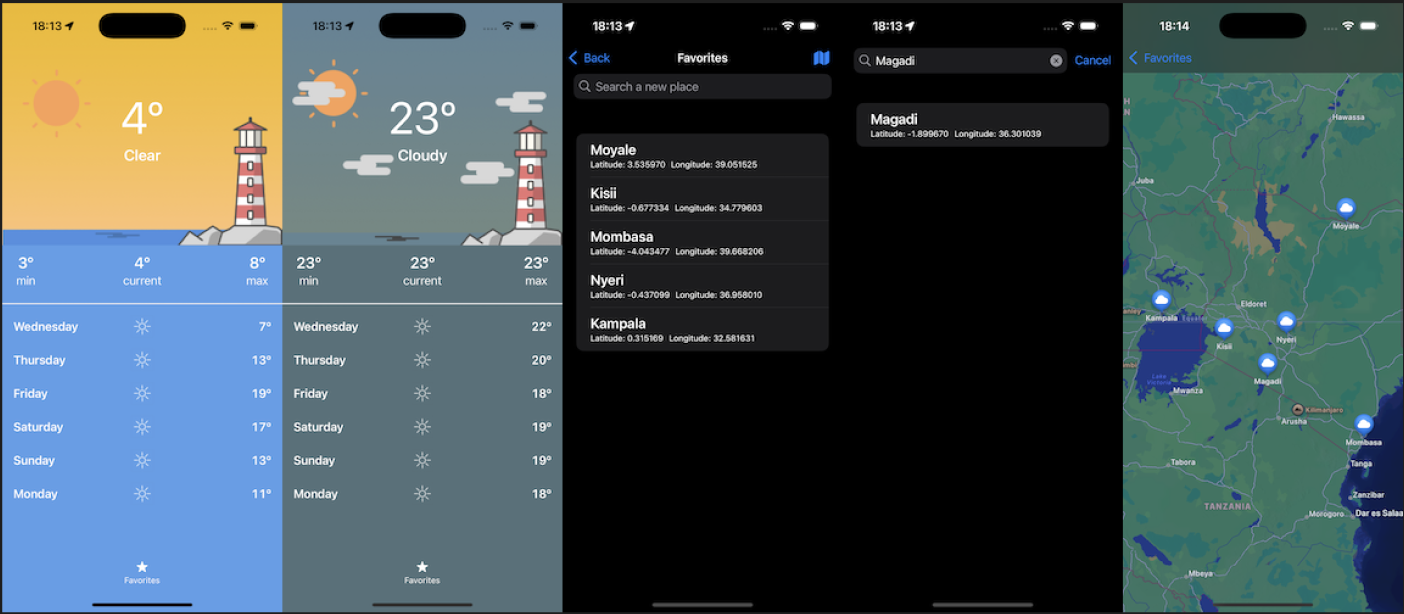 18:13
4°
Clear
3°
min
4°
current
8°
max
Wednesday 7°
Thursday 13°
Friday 19°
Saturday 17°
Sunday 13°
Monday 11°
Favorites
18:13
23°
Cloudy
23°
min
23°
current
23°
max
Wednesday 22°
Thursday 20°
Friday 18°
Saturday 19°
Sunday 19°
Monday 18°
Favorites
18:13
Back Favorites
Search a new place
Moyale
Latitude: 3.535970 Longitude: 39.051525
Kisii
Latitude: -0.677334 Longitude: 34.779603
Mombasa
Latitude: -4.043477 Longitude: 39.668206
Nyeri
Latitude: -0.437099 Longitude: 36.958010
Kampala
Latitude: 0.315169 Longitude: 32.581631
18:13
Magadi Cancel
Magadi
Latitude: -1.899670 Longitude: 36.301039
18:14
Favorites
Hawassa
Juba
Moyale
Eldoret
Kampala
Kisii
Nyeri
Magadi
Lake
Victoria
Mwanza
Kilimanjaro
Arusha
Mombasa
Tabora
Tanga
Zanzibar
TANZANIA
Morogoro
Dar es Salaa
Mbeya